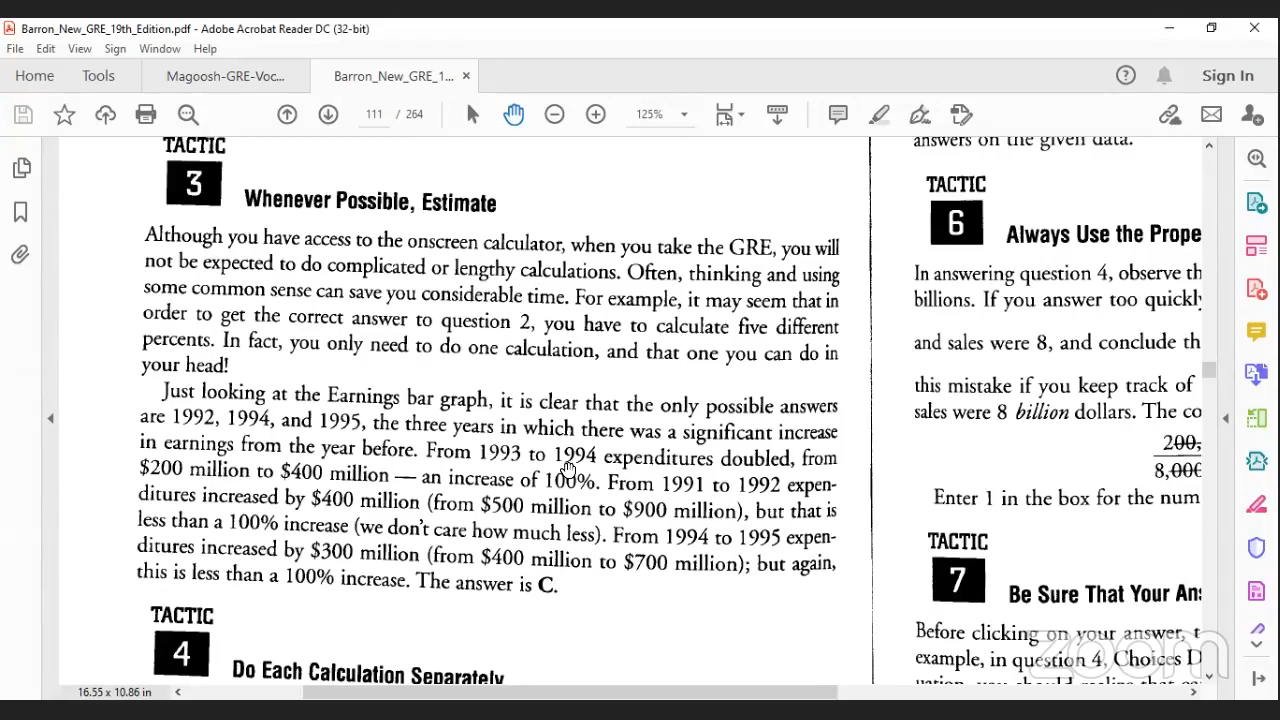 Barron_New_GRE_19th_Edition.pdf - Adobe Acrobat Reader DC (32-bit)
File Edit View Sign Window Help
Home Tools Magoosh-GRE-Voc... Barron_New_GRE_1... ×
Sign In
111 / 264 125%
TACTIC
3
Whenever Possible, Estimate
Although you have access to the onscreen calculator, when you take the GRE, you will
not be expected to do complicated or lengthy calculations. Often, thinking and using
some common sense can save you considerable time. For example, it may seem that in
order to get the correct answer to question 2, you have to calculate five different
percents. In fact, you only need to do one calculation, and that one you can do in
your head!
Just looking at the Earnings bar graph, it is clear that the only possible answers
are 1992, 1994, and 1995, the three years in which there was a significant increase
in earnings from the year before. From 1993 to 1994 expenditures doubled, from
$200 million to $400 million — an increase of 100%. From 1991 to 1992 expen-
ditures increased by $400 million (from $500 million to $900 million), but that is
less than a 100% increase (we don't care how much less). From 1994 to 1995 expen-
ditures increased by $300 million (from $400 million to $700 million); but again,
this is less than a 100% increase. The answer is C.
TACTIC
4
Do Each Calculation Separately
answers on the given data.
TACTIC
6
Always Use the Prope
In answering question 4, observe th
billions. If you answer too quickly
and sales were 8, and conclude th
this mistake if you keep track of
sales were 8 billion dollars. The co
200,
8,000
Enter 1 in the box for the num
TACTIC
7
Be Sure That Your Ans
Before clicking on your answer, t
example, in question 4, Choices D
16.55 x 10.86 in
zoom